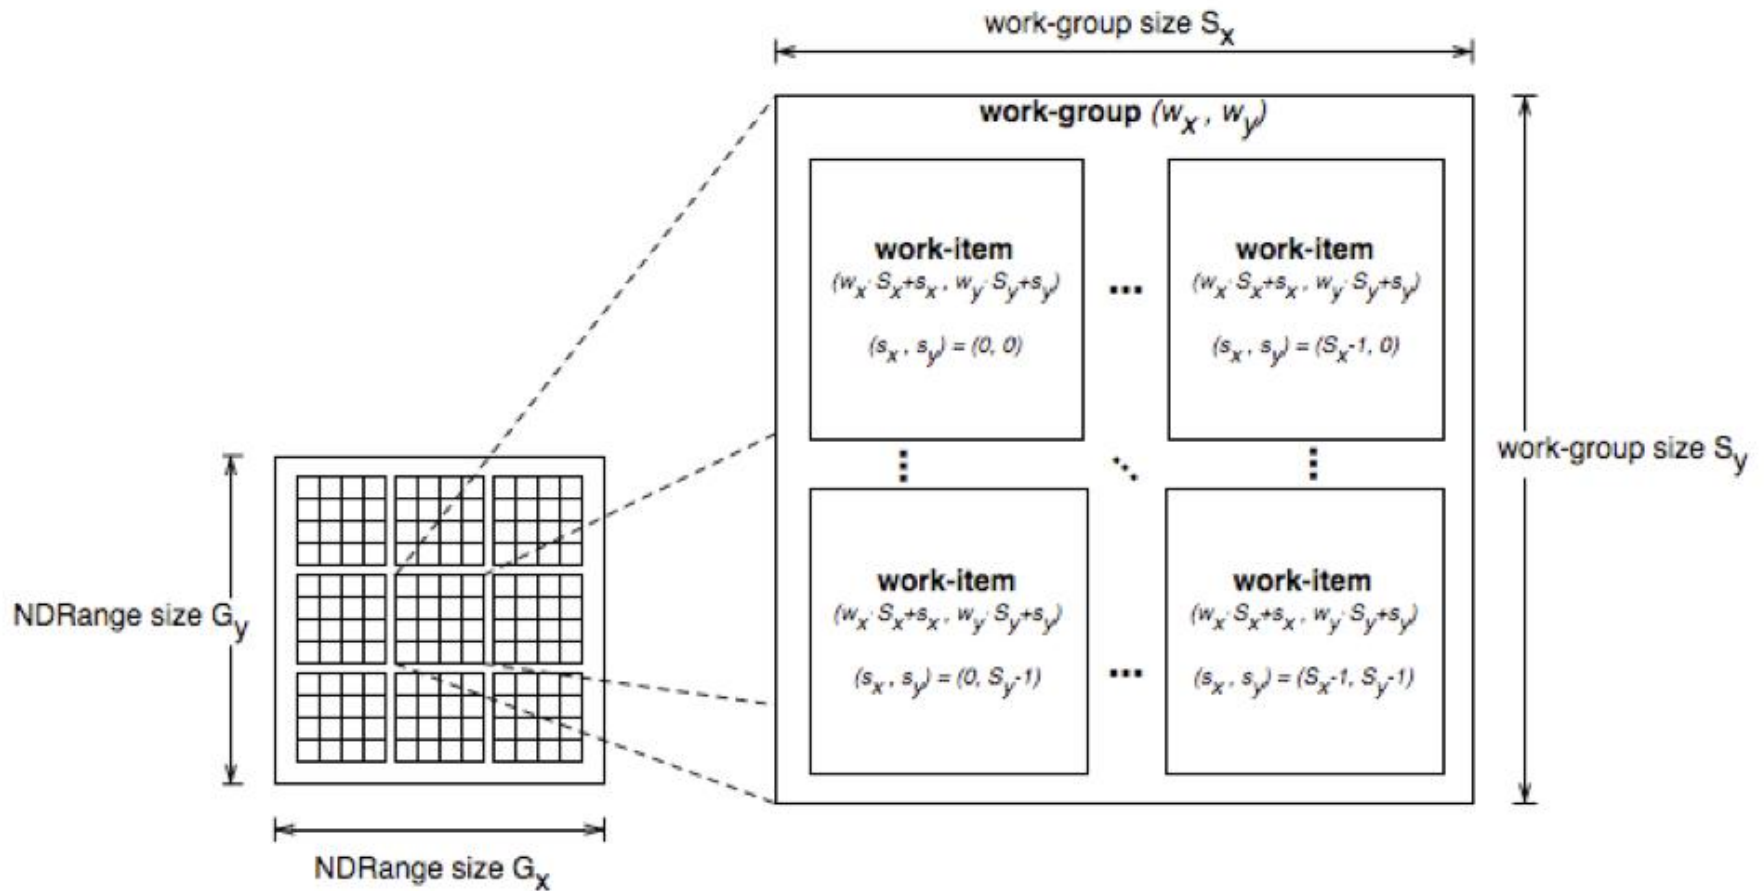 work-group size Sx
work-group (wx , wy)
work-item
(wx· Sx+sx , wy· Sy+sy)
(sx , sy) = (0, 0)
...
work-item
(wx· Sx+sx , wy· Sy+sy)
(sx , sy) = (Sx-1, 0)
work-group size Sy
work-item
(wx· Sx+sx , wy· Sy+sy)
(sx , sy) = (0, Sy-1)
...
work-item
(wx· Sx+sx , wy· Sy+sy)
(sx , sy) = (Sx-1, Sy-1)
NDRange size Gy
NDRange size Gx